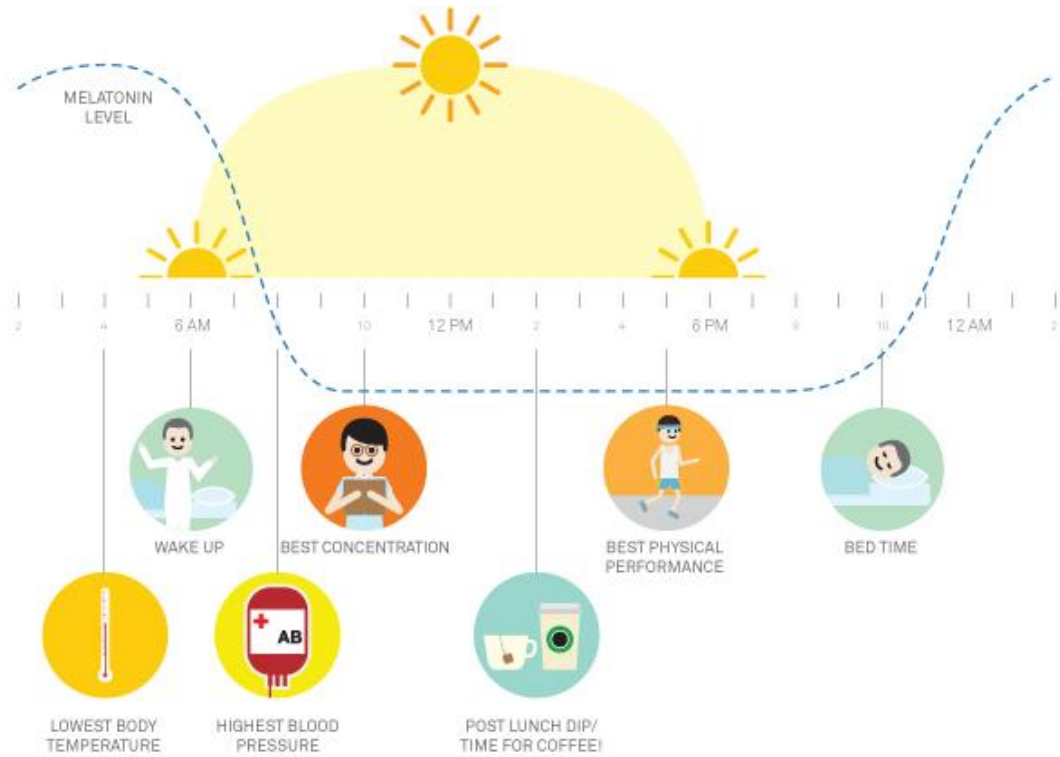 MELATONIN
LEVEL
2 4 6 AM 10 12 PM 2 4 6 PM 8 10 12 AM 2
WAKE UP
BEST CONCENTRATION
BEST PHYSICAL
PERFORMANCE
BED TIME
AB
LOWEST BODY
TEMPERATURE
HIGHEST BLOOD
PRESSURE
POST LUNCH DIP/
TIME FOR COFFEE!